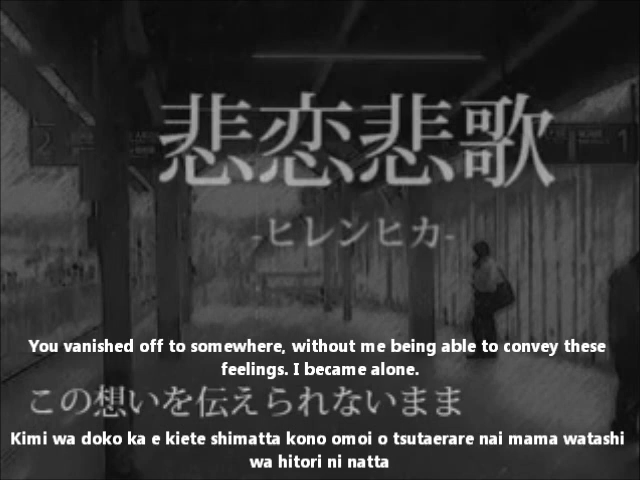 2
1
悲恋悲歌
-ヒレンヒカ-
You vanished off to somewhere, without me being able to convey these
feelings. I became alone.
この想いを伝えられないまま
Kimi wa doko ka e kiete shimatta kono omoi o tsutaerare nai mama watashi
wa hitori ni natta